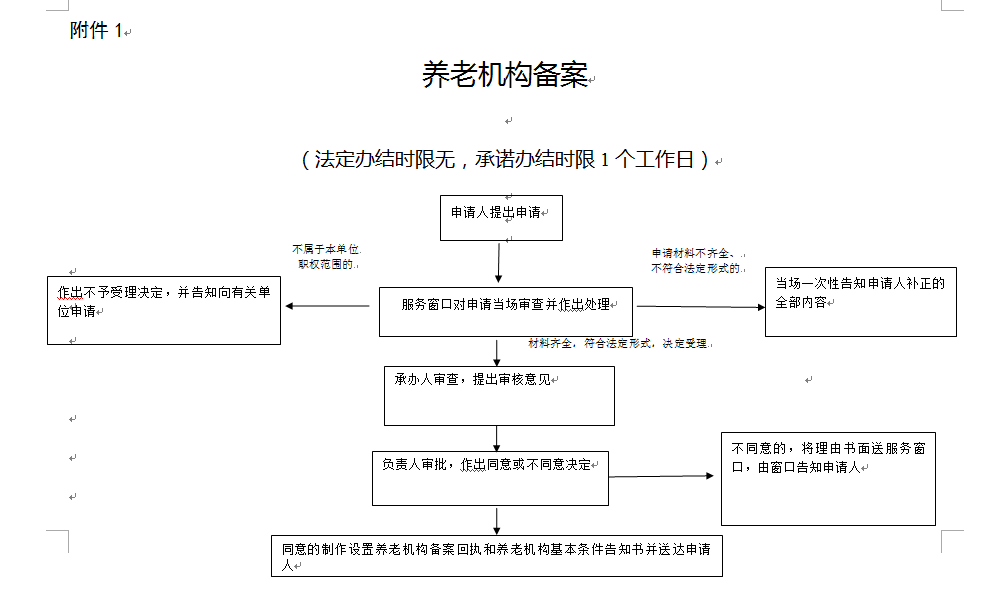 附件 1
养老机构备案
（法定办结时限无，承诺办结时限 1 个工作日）
申请人提出申请
不属于本单位
职权范围的
申请材料不齐全、
不符合法定形式的
作出不予受理决定，并告知向有关单
位申请
服务窗口对申请当场审查并作出处理
当场一次性告知申请人补正的
全部内容
材料齐全，符合法定形式，决定受理
承办人审查，提出审核意见
负责人审批，作出同意或不同意决定
不同意的，将理由书面送服务窗
口，由窗口告知申请人
同意的制作设置养老机构备案回执和养老机构基本条件告知书并送达申请
人